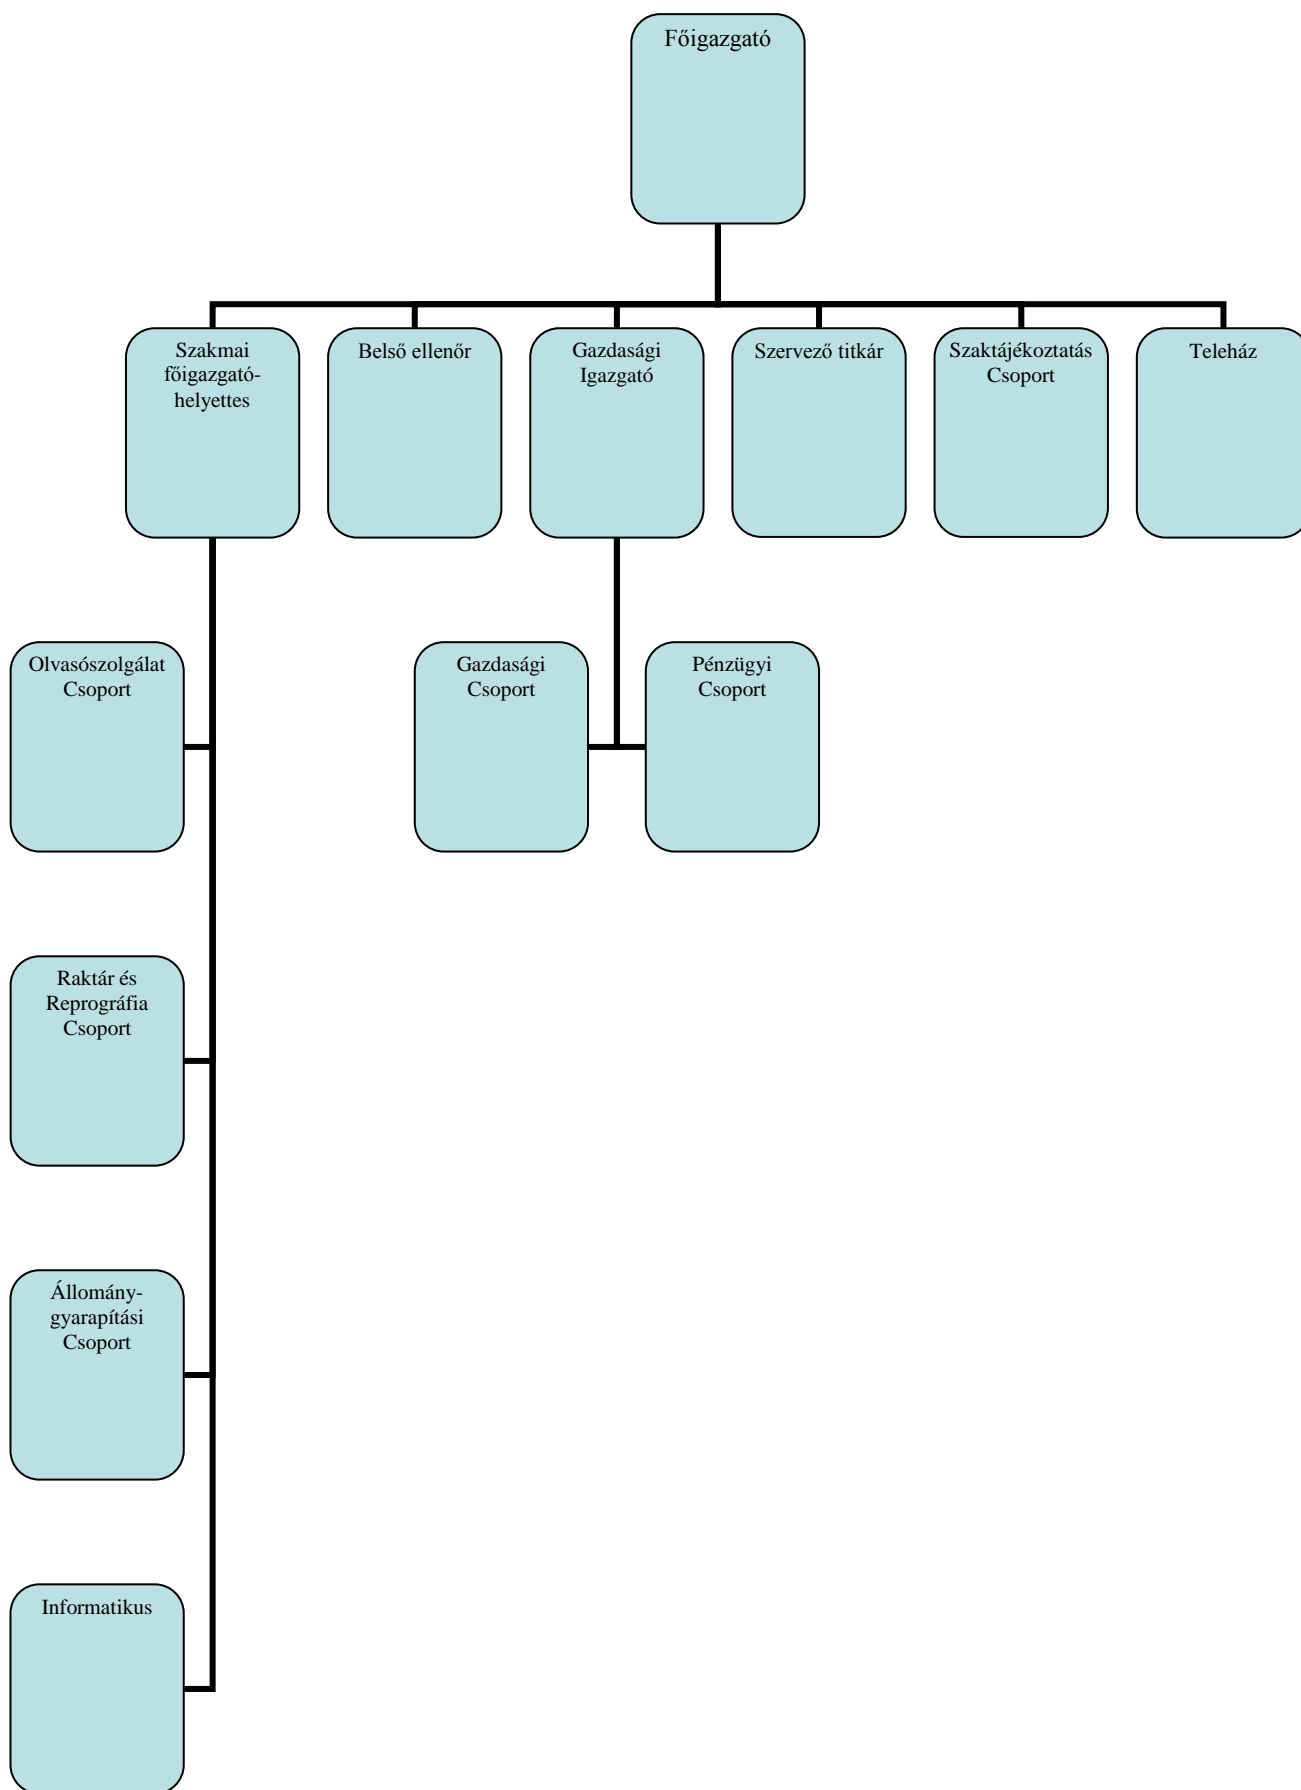 Főigazgató
Szakmai
főigazgató-
helyettes
Belső ellenőr
Gazdasági
Igazgató
Szervező titkár
Szaktájékoztatás
Csoport
Teleház
Olvasószolgálat
Csoport
Gazdasági
Csoport
Pénzügyi
Csoport
Raktár és
Reprográfia
Csoport
Állomány-
gyarapítási
Csoport
Informatikus